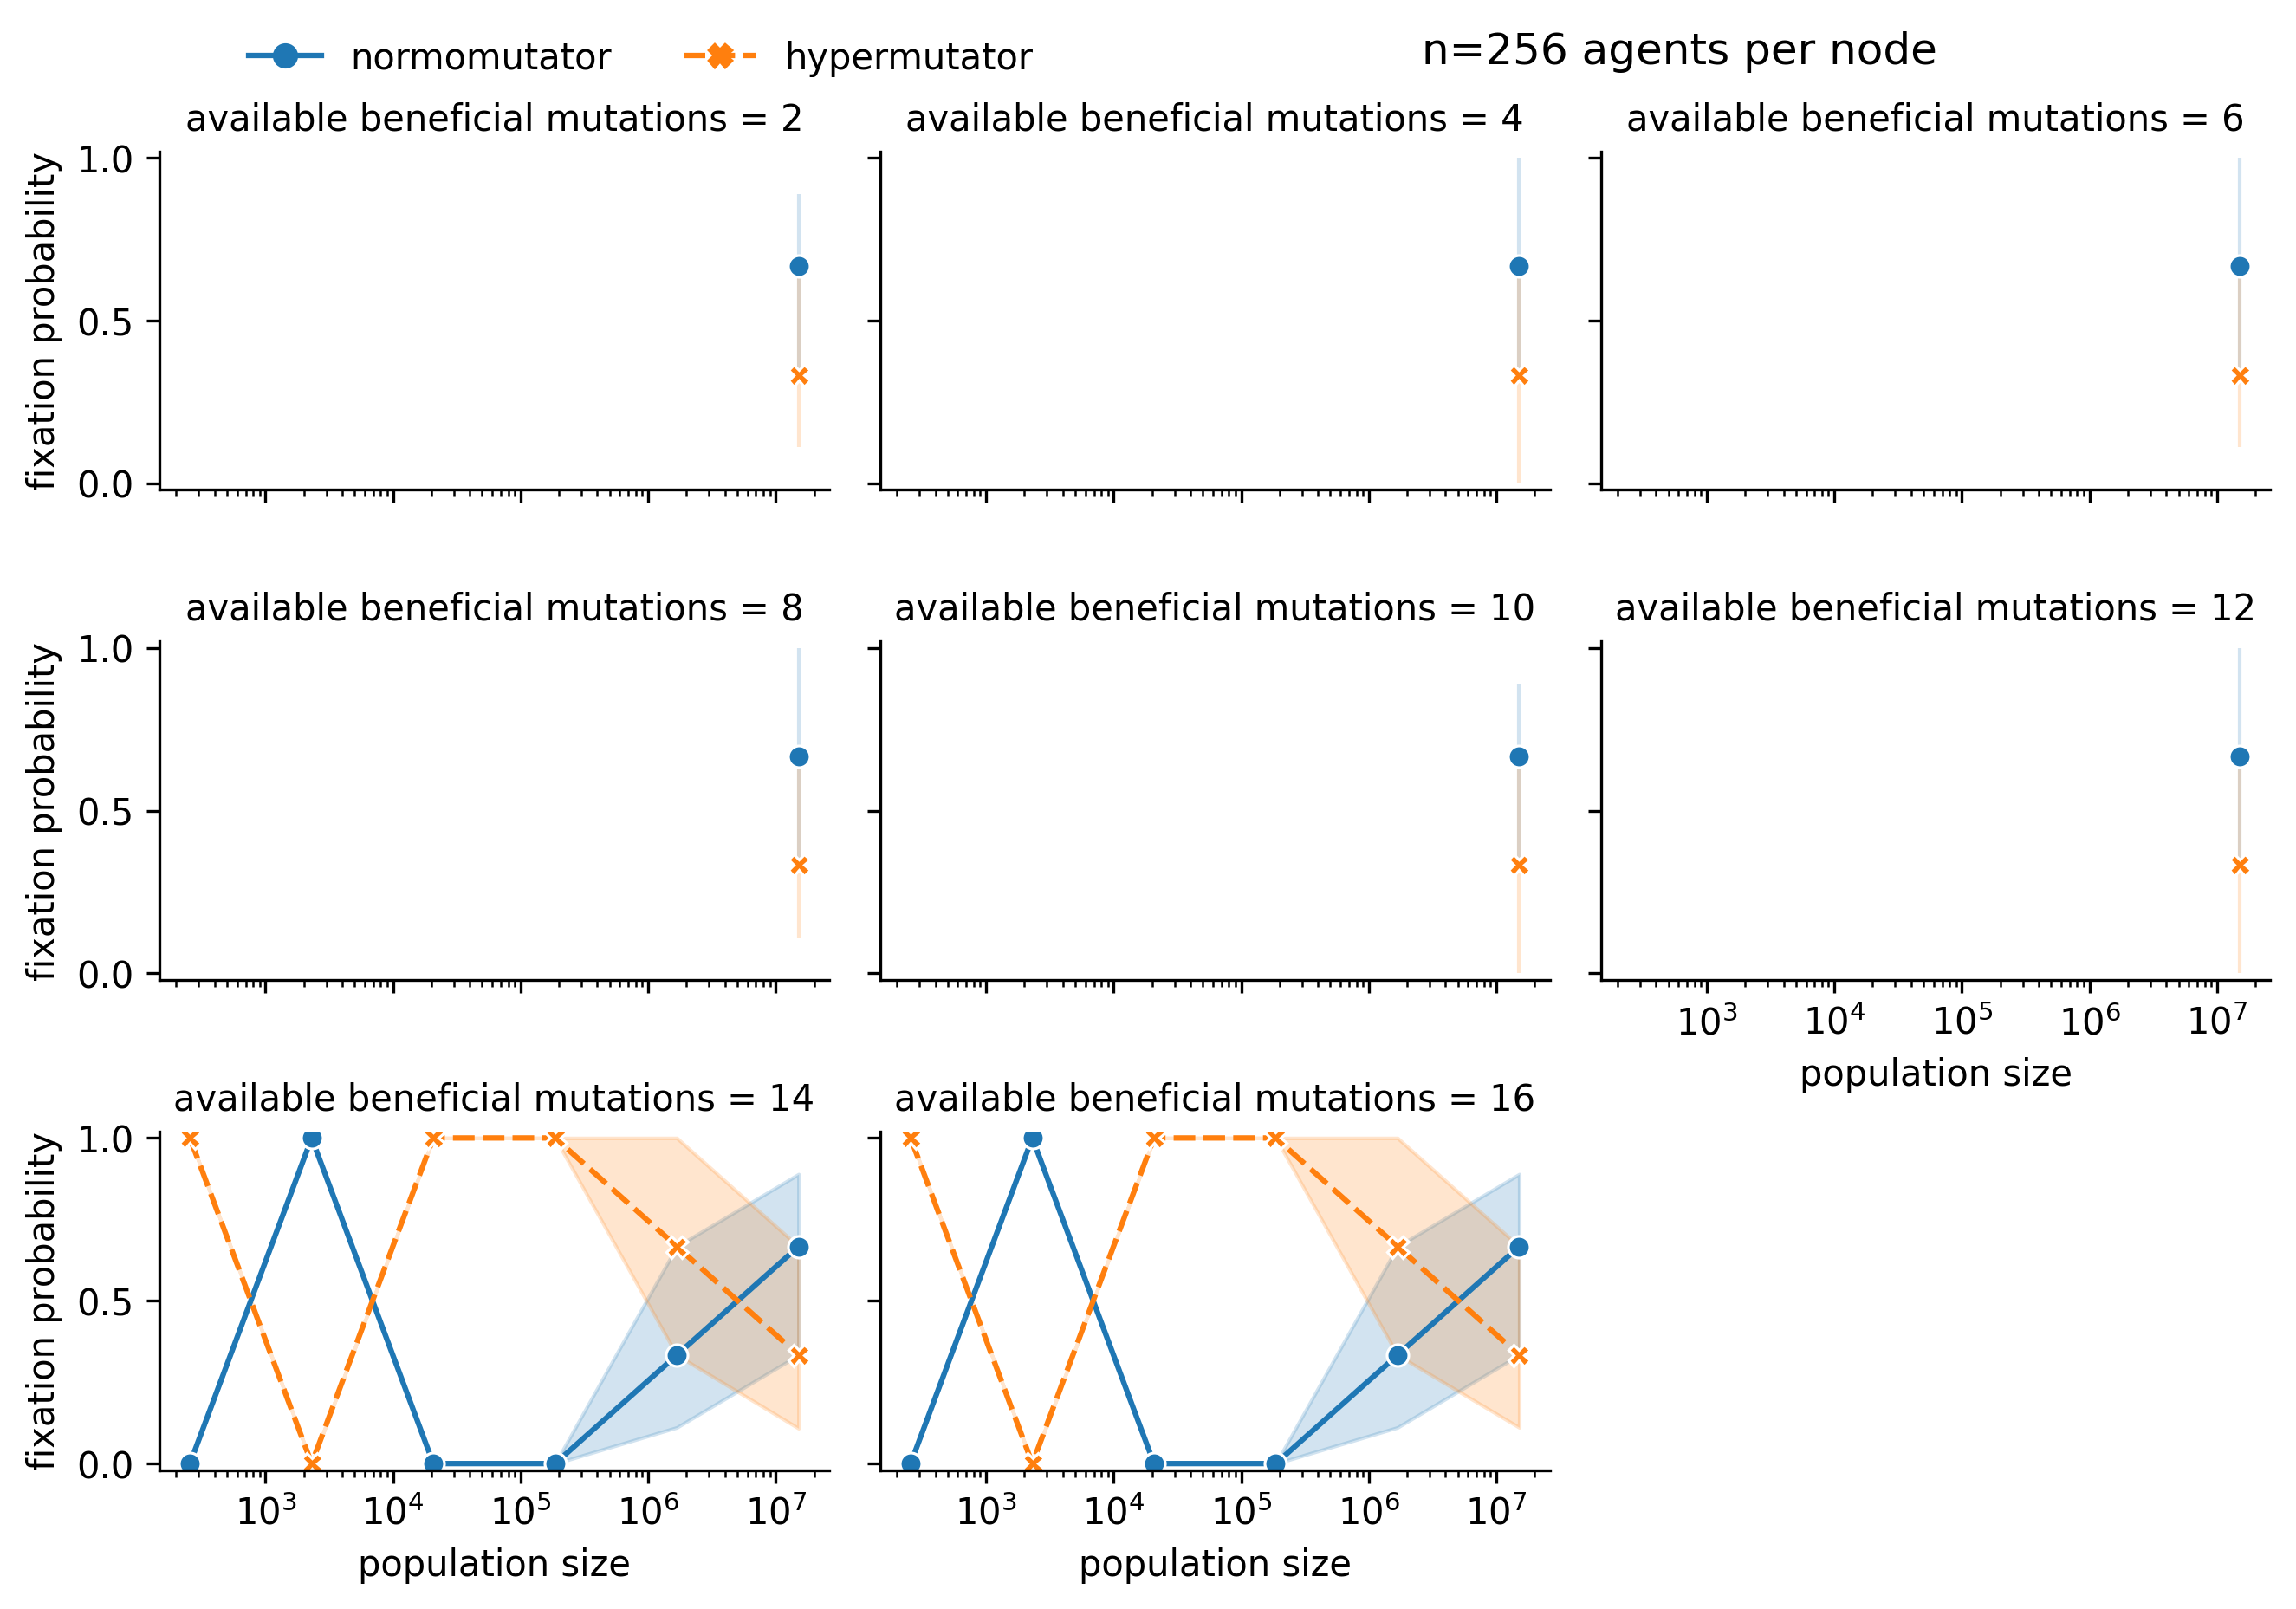 normomutator hypermutator n=256 agents per node
available beneficial mutations = 2 available beneficial mutations = 4 available beneficial mutations = 6
fixation probability
1.0
0.5
0.0
available beneficial mutations = 8 available beneficial mutations = 10 available beneficial mutations = 12
fixation probability
1.0
0.5
0.0
10³ 10⁴ 10⁵ 10⁶ 10⁷
population size
available beneficial mutations = 14 available beneficial mutations = 16
fixation probability
1.0
0.5
0.0
10³ 10⁴ 10⁵ 10⁶ 10⁷ 10³ 10⁴ 10⁵ 10⁶ 10⁷
population size population size